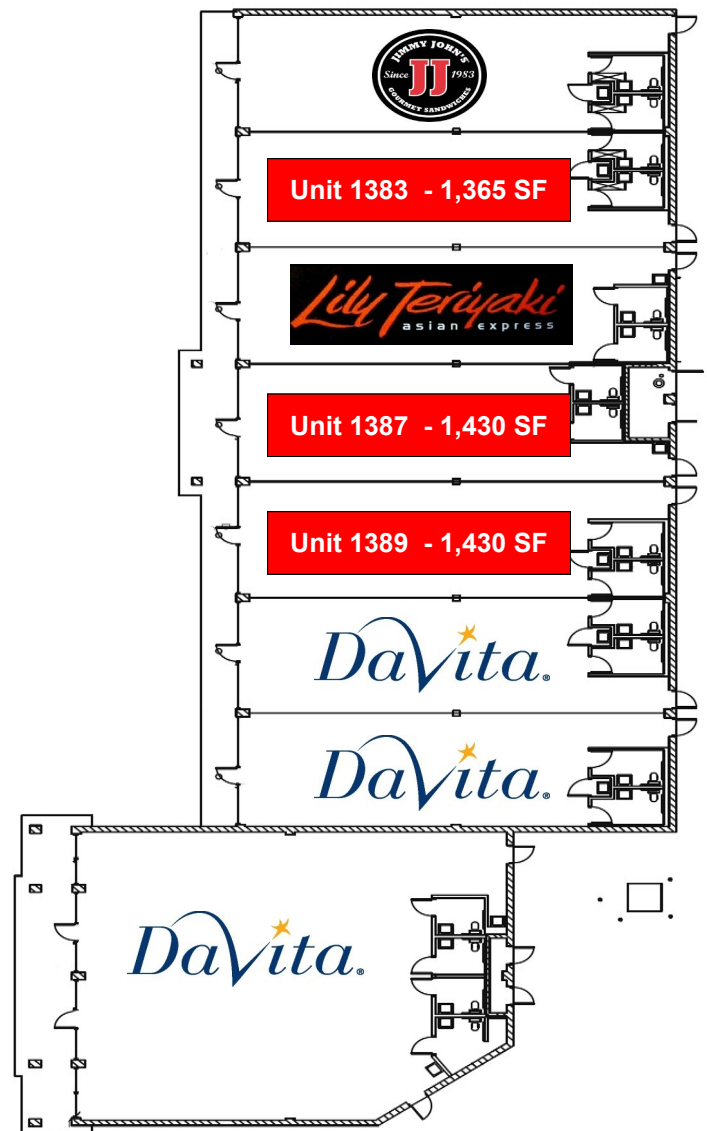 JIMMY JOHN'S
Since JJ 1983
GOURMET SANDWICHES
Unit 1383 - 1,365 SF
Lily Teriyaki
asian express
Unit 1387 - 1,430 SF
Unit 1389 - 1,430 SF
DaVita®
DaVita®
DaVita®